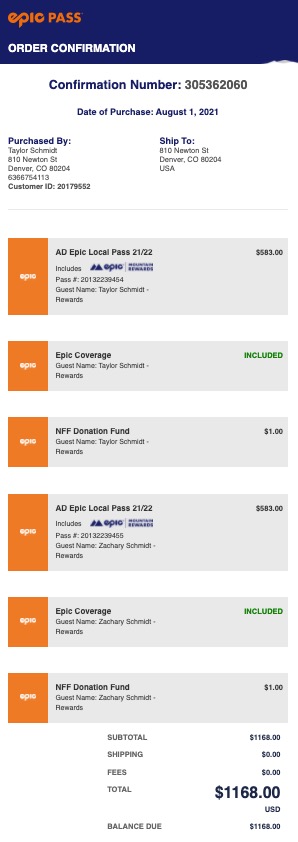 epic PASS
ORDER CONFIRMATION
Confirmation Number: 305362060
Date of Purchase: August 1, 2021
Purchased By:
Taylor Schmidt
810 Newton St
Denver, CO 80204
6366754113
Customer ID: 20179552
Ship To:
810 Newton St
Denver, CO 80204
USA
epic
AD Epic Local Pass 21/22
$583.00
Includes epic MOUNTAIN REWARDS
Pass #: 20132239454
Guest Name: Taylor Schmidt -
Rewards
epic
Epic Coverage
INCLUDED
Guest Name: Taylor Schmidt -
Rewards
epic
NFF Donation Fund
$1.00
Guest Name: Taylor Schmidt -
Rewards
epic
AD Epic Local Pass 21/22
$583.00
Includes epic MOUNTAIN REWARDS
Pass #: 20132239455
Guest Name: Zachary Schmidt -
Rewards
epic
Epic Coverage
INCLUDED
Guest Name: Zachary Schmidt -
Rewards
epic
NFF Donation Fund
$1.00
Guest Name: Zachary Schmidt -
Rewards
SUBTOTAL $1168.00
SHIPPING $0.00
FEES $0.00
TOTAL $1168.00
USD
BALANCE DUE $1168.00